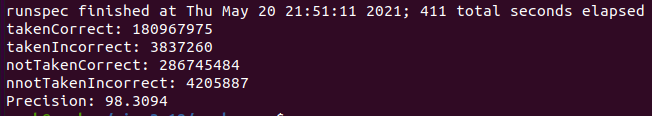 runspec finished at Thu May 20 21:51:11 2021; 411 total seconds elapsed
takenCorrect: 180967975
takenIncorrect: 3837260
notTakenCorrect: 286745484
nnotTakenIncorrect: 4205887
Precision: 98.3094